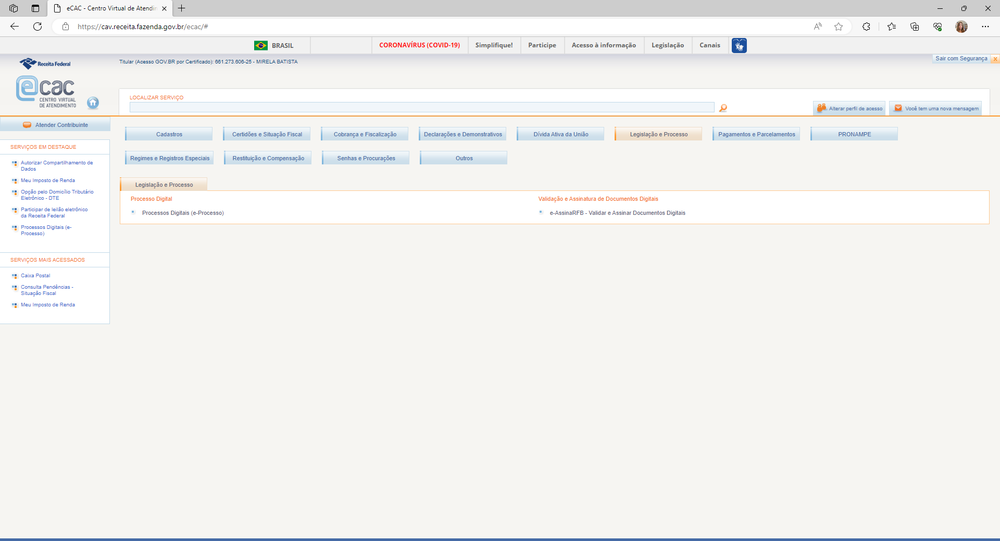 eCAC - Centro Virtual de Atendin
https://cav.receita.fazenda.gov.br/ecac/#
BRASIL
CORONAVÍRUS (COVID-19)
Simplifique!
Participe
Acesso à informação
Legislação
Canais
Receita Federal
Titular (Acesso GOV.BR por Certificado): 661.273.606-25 - MIRELA BATISTA
Sair com Segurança
ecac
CENTRO VIRTUAL
DE ATENDIMENTO
LOCALIZAR SERVIÇO
Alterar perfil de acesso
Você tem uma nova mensagem
Atender Contribuinte
SERVIÇOS EM DESTAQUE
Autorizar Compartilhamento de
Dados
Meu Imposto de Renda
Opção pelo Domicílio Tributário
Eletrônico - DTE
Participar de leilão eletrônico
da Receita Federal
Processos Digitais (e-
Processo)
SERVIÇOS MAIS ACESSADOS
Caixa Postal
Consulta Pendências -
Situação Fiscal
Meu Imposto de Renda
Cadastros
Certidões e Situação Fiscal
Cobrança e Fiscalização
Declarações e Demonstrativos
Dívida Ativa da União
Legislação e Processo
Pagamentos e Parcelamentos
PRONAMPE
Regimes e Registros Especiais
Restituição e Compensação
Senhas e Procurações
Outros
Legislação e Processo
Processo Digital
Processos Digitais (e-Processo)
Validação e Assinatura de Documentos Digitais
e-AssinaRFB - Validar e Assinar Documentos Digitais